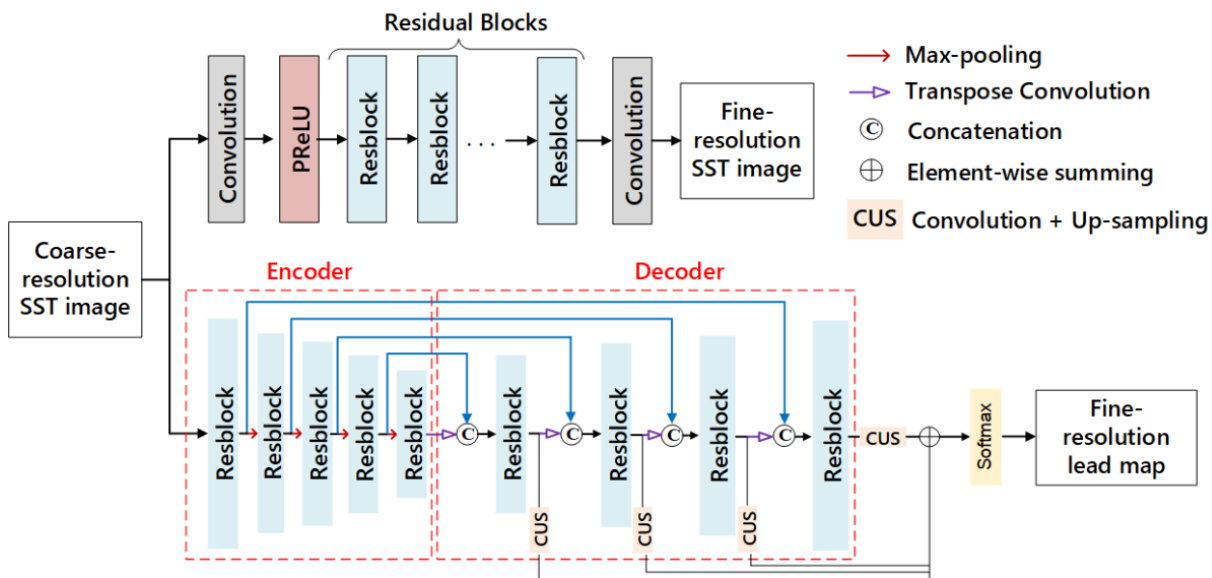 Residual Blocks
Convolution
PReLU
Resblock
Resblock
...
Resblock
Convolution
Fine-
resolution
SST image
Max-pooling
Transpose Convolution
C Concatenation
Element-wise summing
CUS Convolution + Up-sampling
Coarse-
resolution
SST image
Encoder
Decoder
Resblock
Resblock
Resblock
Resblock
Resblock
C
Resblock
C
Resblock
C
Resblock
C
Resblock
CUS
Softmax
Fine-
resolution
lead map
CUS
CUS
CUS